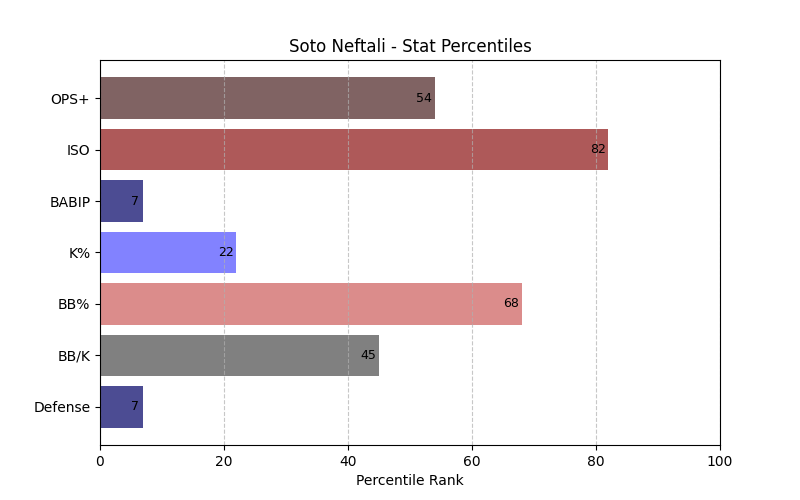 Soto Neftali - Stat Percentiles
OPS+ 54
ISO 82
BABIP 7
K% 22
BB% 68
BB/K 45
Defense 7
0 20 40 60 80 100
Percentile Rank